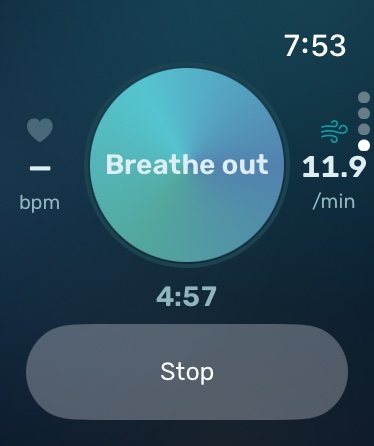 7:53
Breathe out
–
bpm
11.9
/min
4:57
Stop